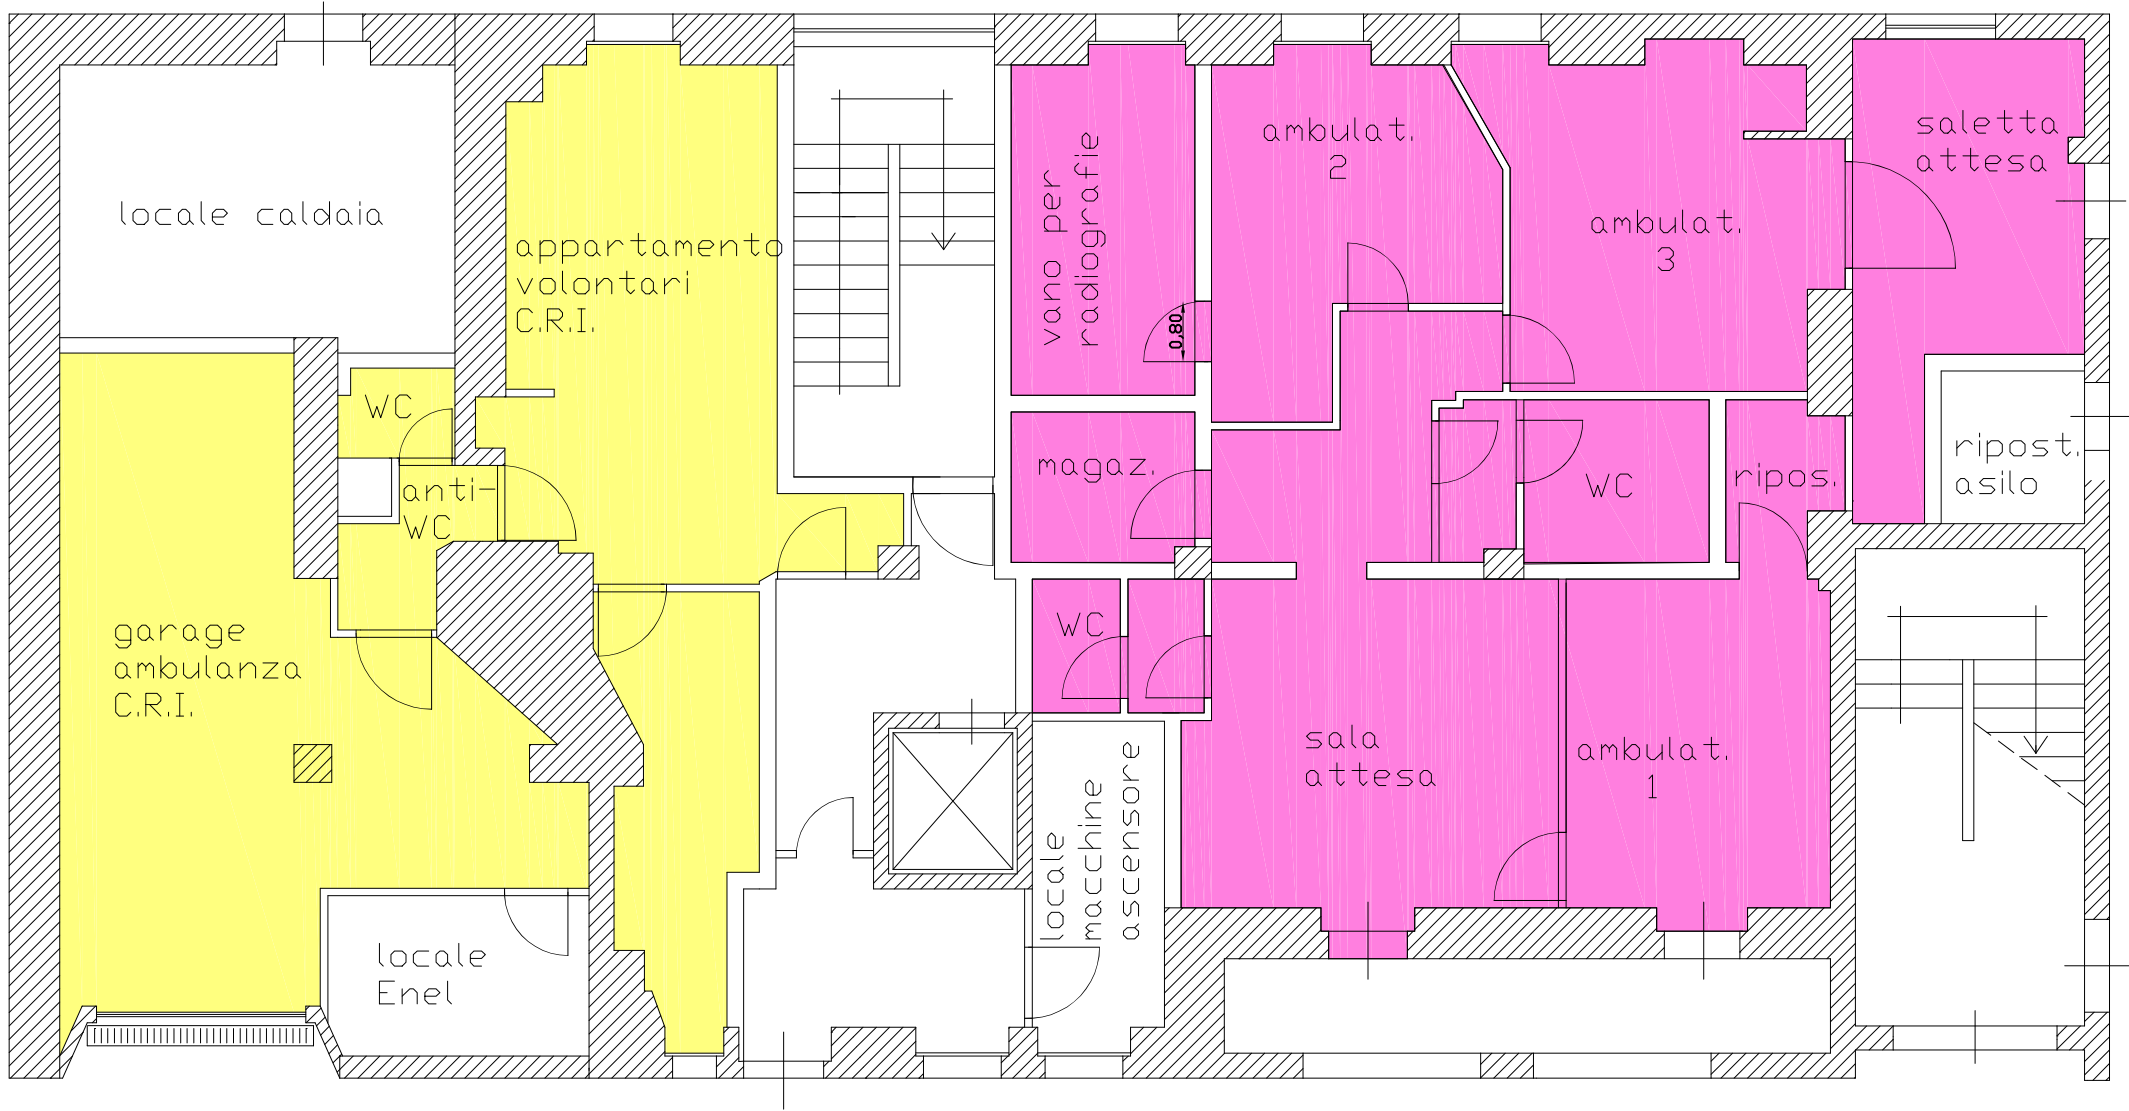 locale caldaia
appartamento
volontari
C.R.I.
WC
anti-
WC
garage
ambulanza
C.R.I.
locale
Enel
vano per
radiografie
0,80
ambulat.
2
ambulat.
3
saletta
attesa
magaz.
WC
ripos.
ripost.
asilo
WC
sala
attesa
ambulat.
1
locale
macchine
ascensore